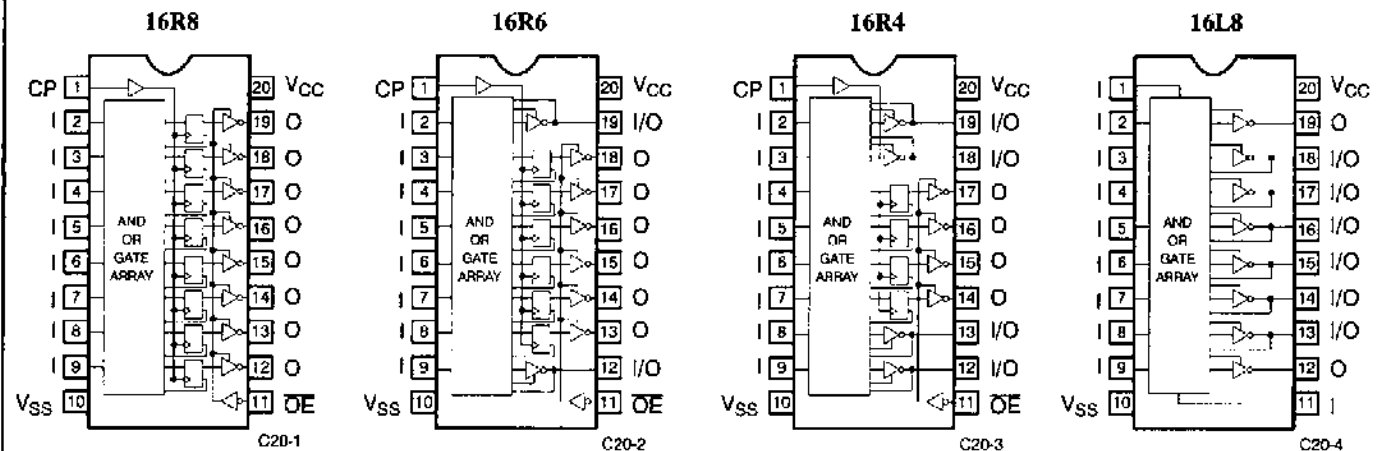 16R8 16R6 16R4 16L8
CP 1 20 VCC CP 1 20 VCC CP 1 20 VCC I 1 20 VCC
I 2 19 O I 2 19 I/O I 2 19 I/O I 2 19 O
I 3 18 O I 3 18 O I 3 18 I/O I 3 18 I/O
I 4 17 O I 4 17 O I 4 17 O I 4 17 I/O
AND AND AND AND
I 5 16 O I 5 16 O I 5 16 O I 5 16 I/O
OR OR OR OR
GATE GATE GATE GATE
I 6 15 O I 6 15 O I 6 15 O I 6 15 I/O
ARRAY ARRAY ARRAY ARRAY
I 7 14 O I 7 14 O I 7 14 O I 7 14 I/O
I 8 13 O I 8 13 O I 8 13 I/O I 8 13 I/O
I 9 12 O I 9 12 I/O I 9 12 I/O I 9 12 O
VSS 10 11 OE VSS 10 11 OE VSS 10 11 OE VSS 10 11 I
C20-1 C20-2 C20-3 C20-4